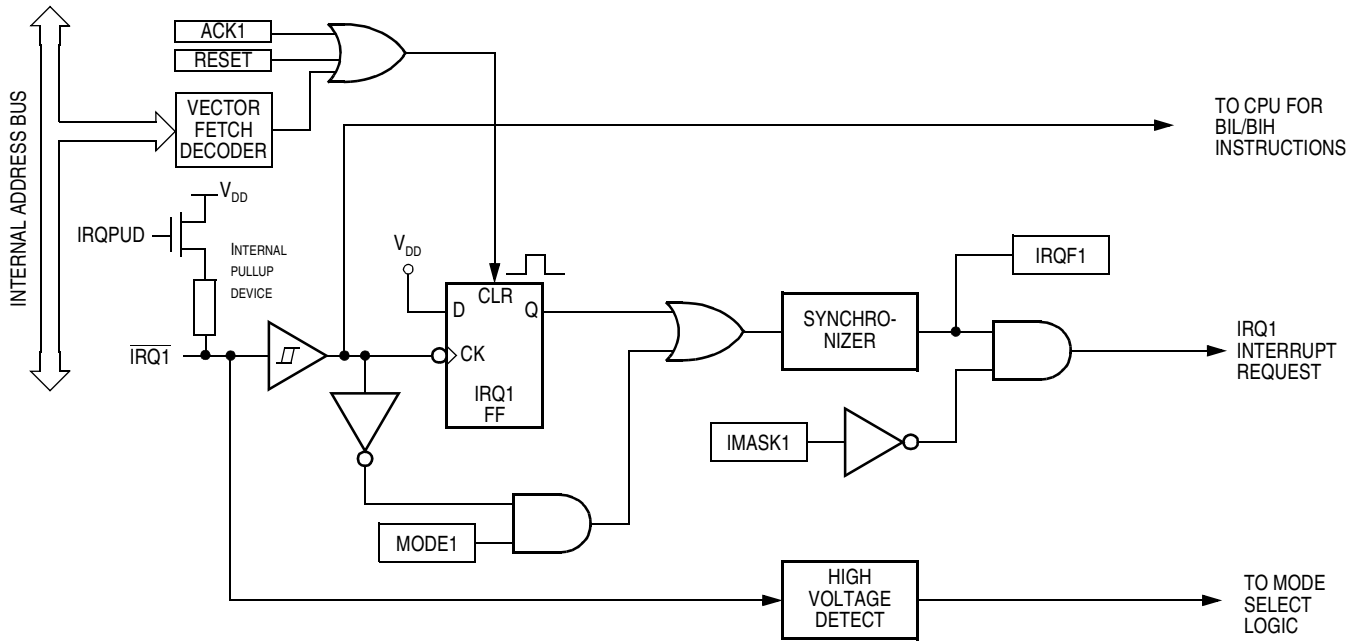 INTERNAL ADDRESS BUS
ACK1
RESET
VECTOR
FETCH
DECODER
TO CPU FOR
BIL/BIH
INSTRUCTIONS
VDD
IRQPUD
INTERNAL
PULLUP
DEVICE
VDD
CLR
D
Q
CK
IRQ1
FF
IRQ1
SYNCHRO-
NIZER
IRQF1
IRQ1
INTERRUPT
REQUEST
IMASK1
MODE1
HIGH
VOLTAGE
DETECT
TO MODE
SELECT
LOGIC